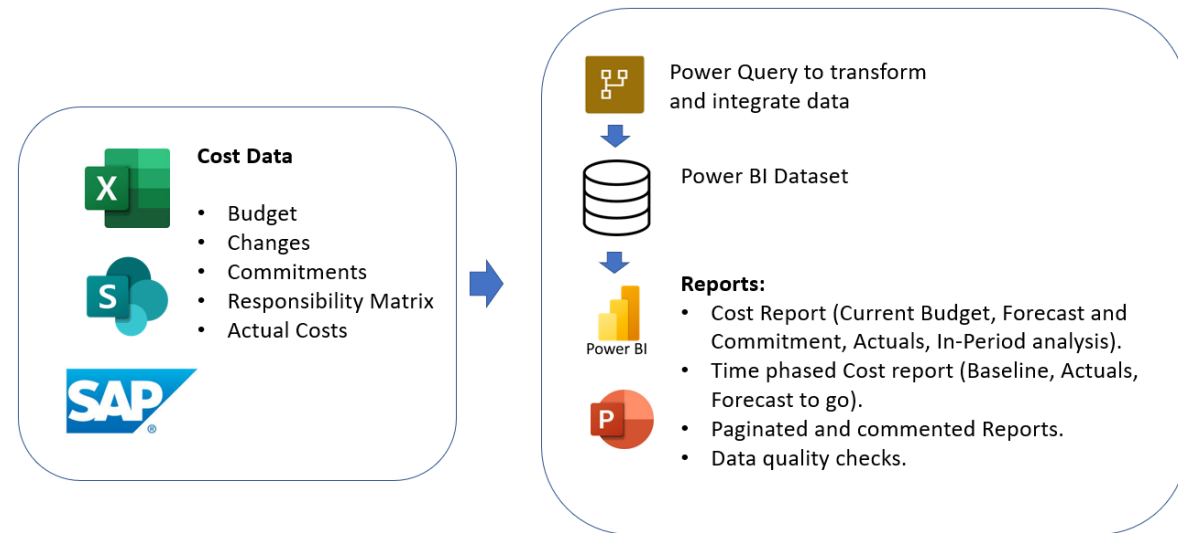 X
Cost Data
• Budget
• Changes
• Commitments
• Responsibility Matrix
• Actual Costs
S
SAP®
Power Query to transform
and integrate data
Power BI Dataset
Power BI
P
Reports:
• Cost Report (Current Budget, Forecast and
Commitment, Actuals, In-Period analysis).
• Time phased Cost report (Baseline, Actuals,
Forecast to go).
• Paginated and commented Reports.
• Data quality checks.